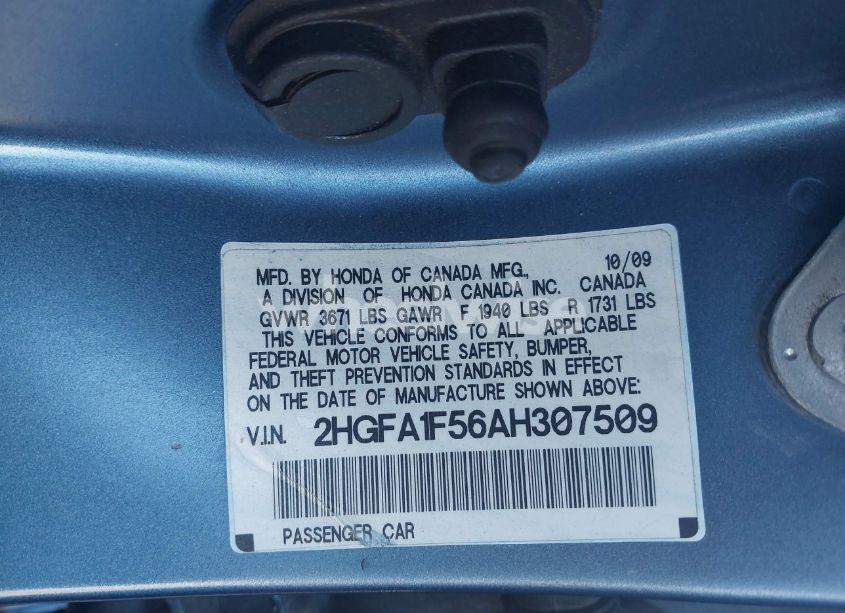 10/09
MFD. BY HONDA OF CANADA MFG.,
A DIVISION OF HONDA CANADA INC. CANADA
GVWR 3671 LBS GAWR F 1940 LBS R 1731 LBS
THIS VEHICLE CONFORMS TO ALL APPLICABLE
FEDERAL MOTOR VEHICLE SAFETY, BUMPER,
AND THEFT PREVENTION STANDARDS IN EFFECT
ON THE DATE OF MANUFACTURE SHOWN ABOVE:
V.I.N. 2HGFA1F56AH307509
PASSENGER CAR